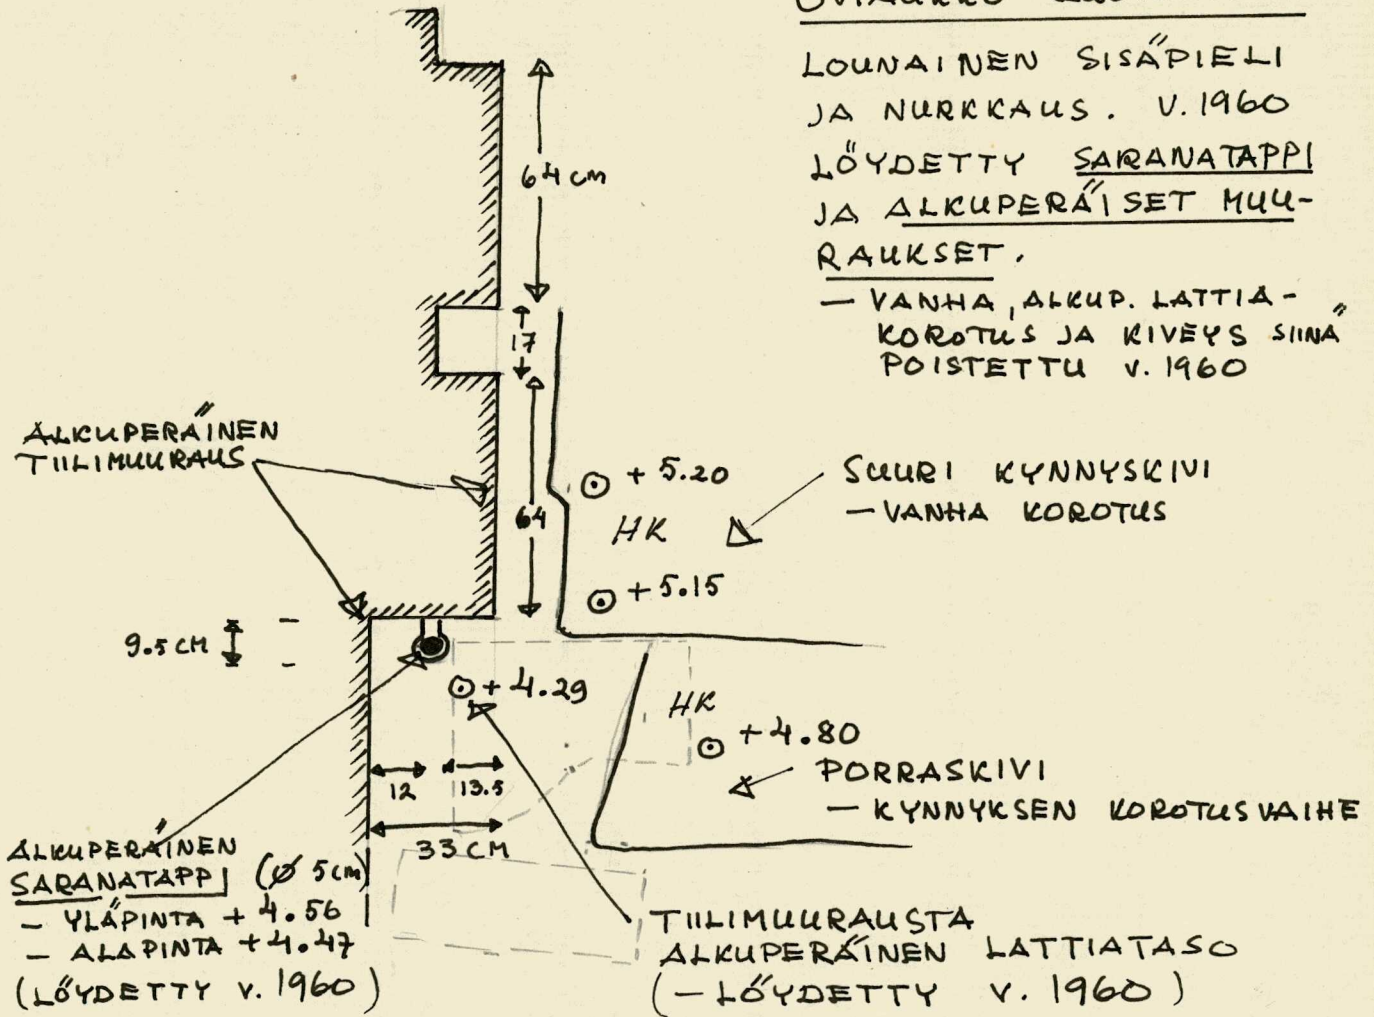 LOUNAINEN SISÄPIELI
JA NURKKAUS. V. 1960
LÖYDETTY SARANATAPPI
JA ALKUPERÄISET MUU-
RAUKSET.
— VANHA, ALKUP. LATTIA-
KOROTUS JA KIVEYS SIINÄ
POISTETTU V. 1960
64 cm
17
64
ALKUPERÄINEN
TIILIMUURAUS
+ 5.20
HK
+ 5.15
SUURI KYNNYSKIVI
— VANHA KOROTUS
9.5 CM
+ 4.29
HK
+ 4.80
PORRASKIVI
— KYNNYKSEN KOROTUSVAIHE
12
13.5
33 CM
ALKUPERÄINEN
SARANATAPPI (Ø 5cm)
— YLÄPINTA + 4.56
— ALAPINTA + 4.47
(LÖYDETTY V. 1960)
TIILIMUURAUSTA
ALKUPERÄINEN LATTIATASO
(— LÖYDETTY V. 1960)